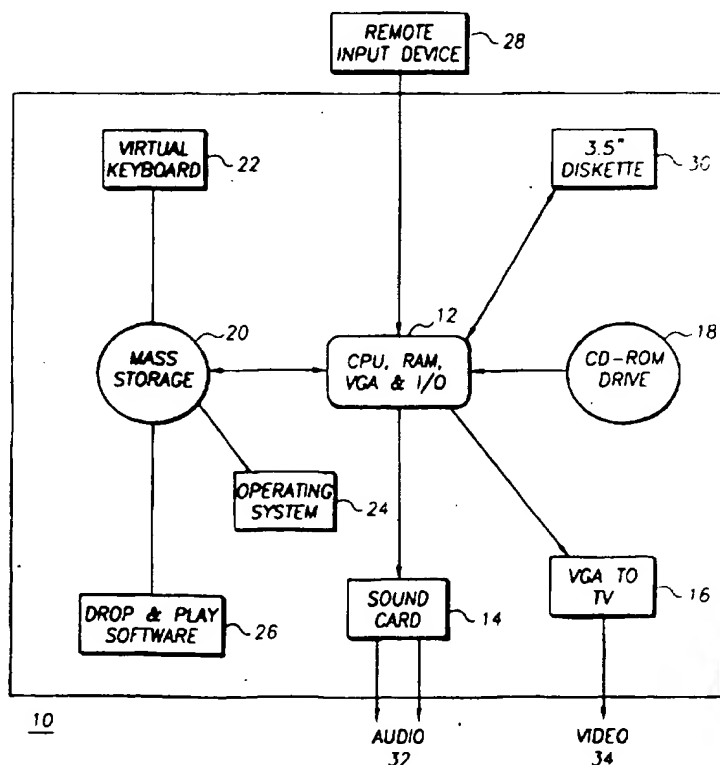 REMOTE
INPUT DEVICE
28
VIRTUAL
KEYBOARD
22
3.5"
DISKETTE
30
20
MASS
STORAGE
12
CPU, RAM,
VGA & I/O
18
CD-ROM
DRIVE
OPERATING
SYSTEM
24
DROP & PLAY
SOFTWARE
26
SOUND
CARD
14
VGA TO
TV
16
10
AUDIO
32
VIDEO
34